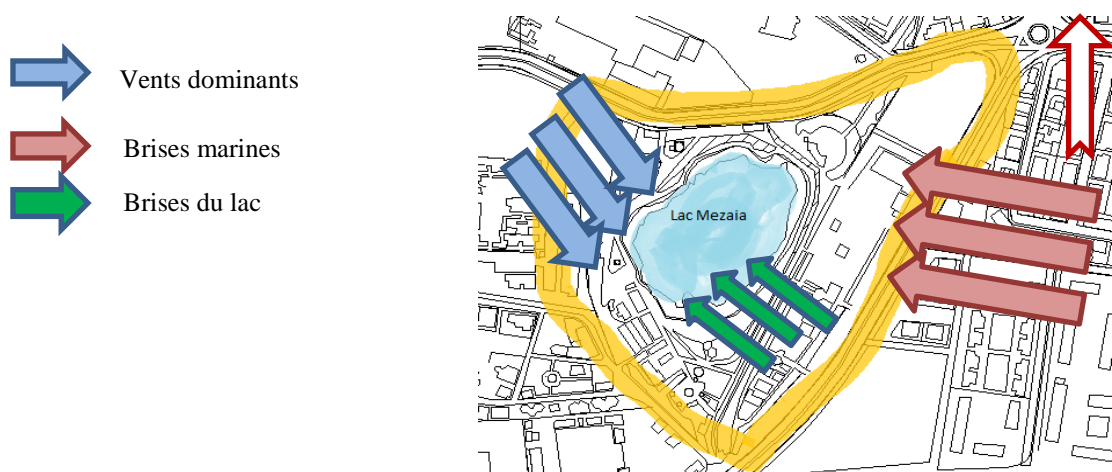 Vents dominants
Brises marines
Brises du lac
Lac Mezaia